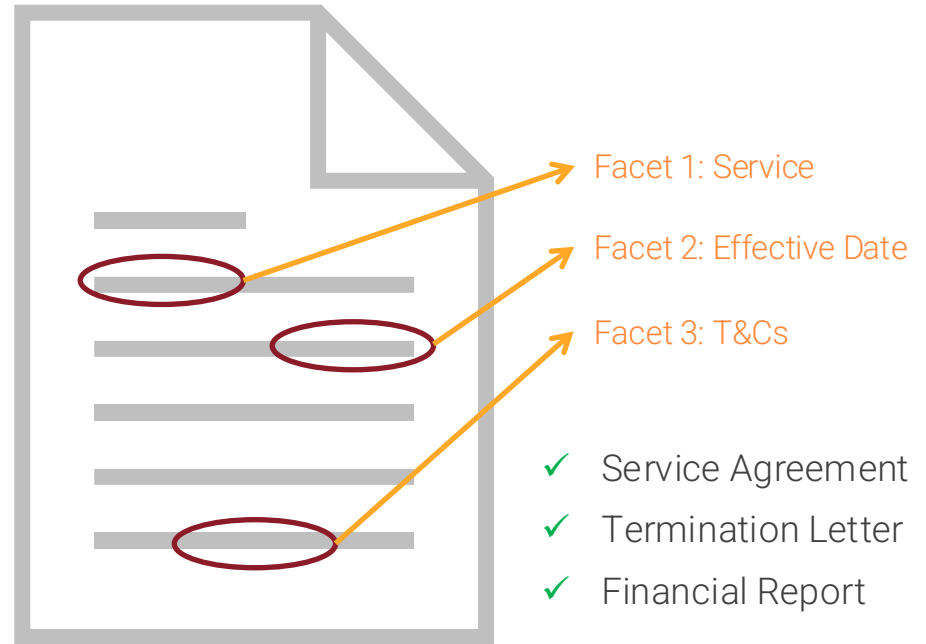 Facet 1: Service
Facet 2: Effective Date
Facet 3: T&Cs
✓ Service Agreement
✓ Termination Letter
✓ Financial Report